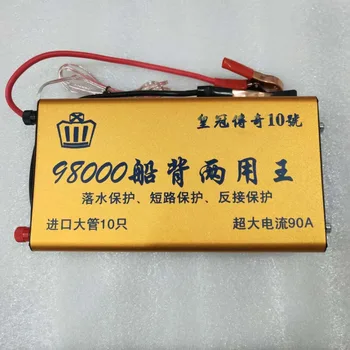 皇冠傳奇10號
98000船背两用王
落水保护、短路保护、反接保护
进口大管10只
超大电流90A